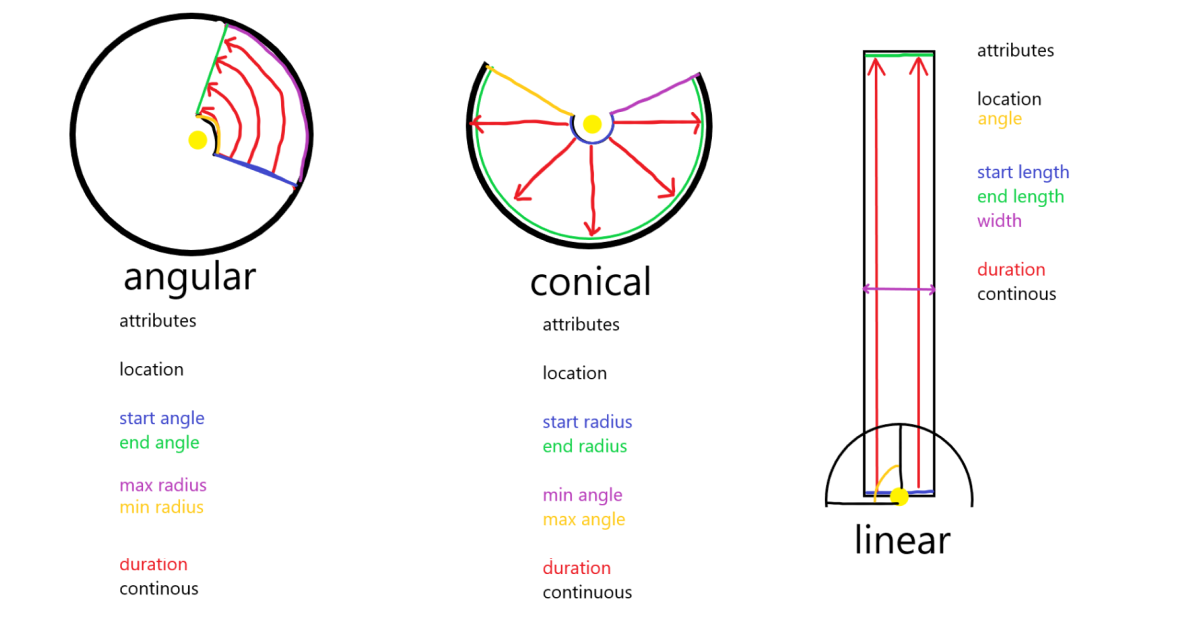 angular
attributes
location
start angle
end angle
max radius
min radius
duration
continous
conical
attributes
location
start radius
end radius
min angle
max angle
duration
continuous
linear
attributes
location
angle
start length
end length
width
duration
continous